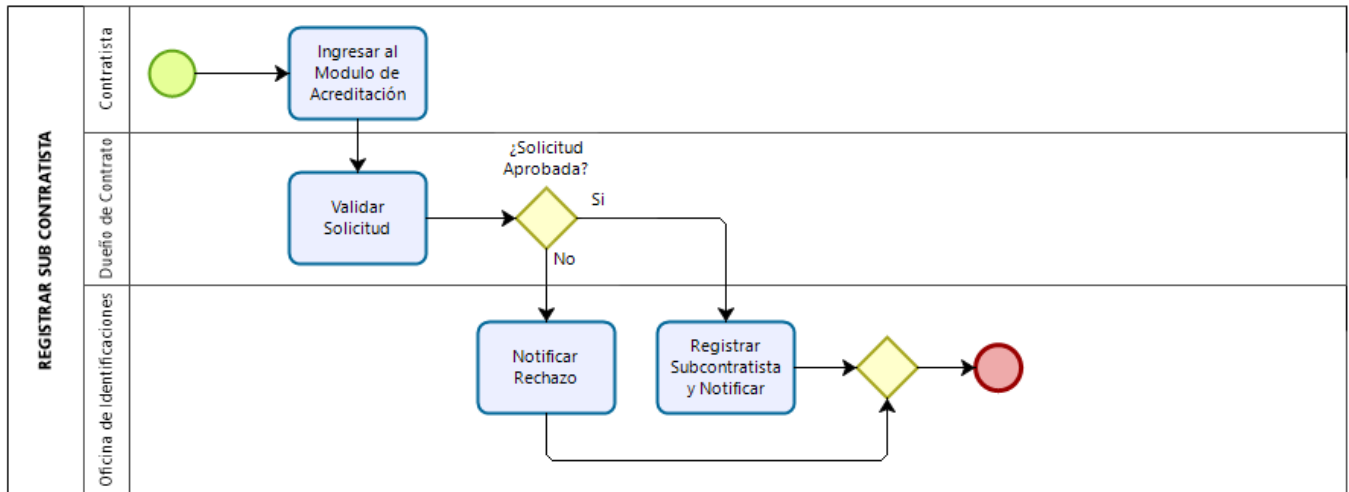 REGISTRAR SUB CONTRATISTA
Contratista
Ingresar al
Modulo de
Acreditación
Dueño de Contrato
Validar
Solicitud
¿Solicitud
Aprobada?
Si
No
Oficina de Identificaciones
Notificar
Rechazo
Registrar
Subcontratista
y Notificar